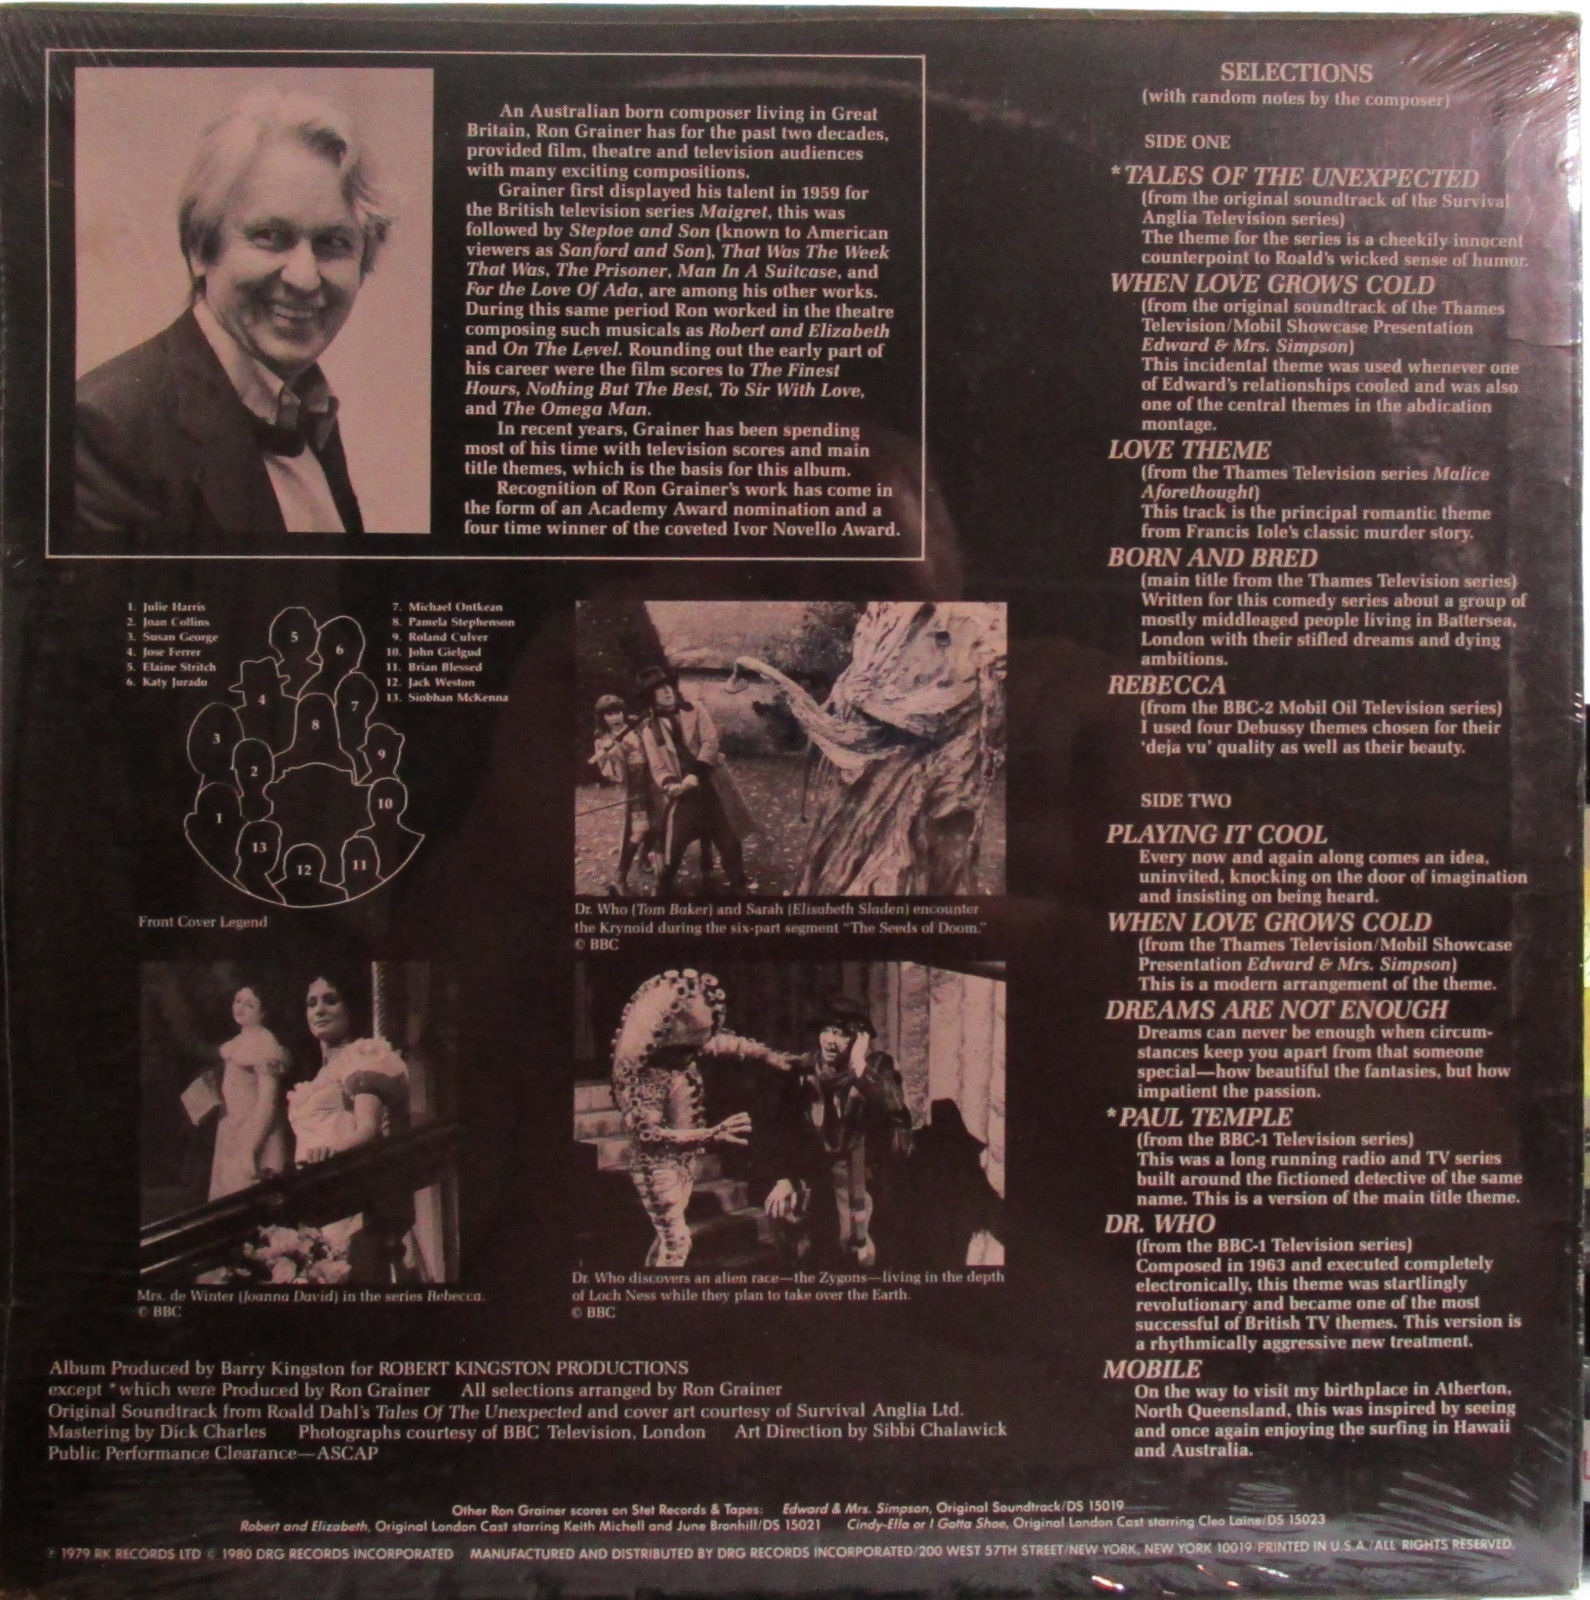 An Australian born composer living in Great
Britain, Ron Grainer has for the past two decades,
provided film, theatre and television audiences
with many exciting compositions.
Grainer first displayed his talent in 1959 for
the British television series Maigret, this was
followed by Steptoe and Son (known to American
viewers as Sanford and Son), That Was The Week
That Was, The Prisoner, Man In A Suitcase, and
For the Love Of Ada, are among his other works.
During this same period Ron worked in the theatre
composing such musicals as Robert and Elizabeth
and On The Level. Rounding out the early part of
his career were the film scores to The Finest
Hours, Nothing But The Best, To Sir With Love,
and The Omega Man.
In recent years, Grainer has been spending
most of his time with television scores and main
title themes, which is the basis for this album.
Recognition of Ron Grainer's work has come in
the form of an Academy Award nomination and a
four time winner of the coveted Ivor Novello Award.
1. Julie Harris
2. Joan Collins
3. Susan George
4. Jose Ferrer
5. Elaine Stritch
6. Katy Jurado
7. Michael Ontkean
8. Pamela Stephenson
9. Roland Culver
10. John Gielgud
11. Brian Blessed
12. Jack Weston
13. Siobhan McKenna
5
6
4
7
8
3
9
2
10
1
13
12
11
Front Cover Legend
Dr. Who (Tom Baker) and Sarah (Elisabeth Sladen) encounter
the Krynoid during the six-part segment "The Seeds of Doom."
© BBC
Mrs. de Winter (Joanna David) in the series Rebecca.
© BBC
Dr. Who discovers an alien race—the Zygons—living in the depth
of Loch Ness while they plan to take over the Earth.
© BBC
SELECTIONS
(with random notes by the composer)
SIDE ONE
*TALES OF THE UNEXPECTED
(from the original soundtrack of the Survival
Anglia Television series)
The theme for the series is a cheekily innocent
counterpoint to Roald's wicked sense of humor.
WHEN LOVE GROWS COLD
(from the original soundtrack of the Thames
Television/Mobil Showcase Presentation
Edward & Mrs. Simpson)
This incidental theme was used whenever one
of Edward's relationships cooled and was also
one of the central themes in the abdication
montage.
LOVE THEME
(from the Thames Television series Malice
Aforethought)
This track is the principal romantic theme
from Francis Iole's classic murder story.
BORN AND BRED
(main title from the Thames Television series)
Written for this comedy series about a group of
mostly middleaged people living in Battersea,
London with their stifled dreams and dying
ambitions.
REBECCA
(from the BBC-2 Mobil Oil Television series)
I used four Debussy themes chosen for their
'deja vu' quality as well as their beauty.
SIDE TWO
PLAYING IT COOL
Every now and again along comes an idea,
uninvited, knocking on the door of imagination
and insisting on being heard.
WHEN LOVE GROWS COLD
(from the Thames Television/Mobil Showcase
Presentation Edward & Mrs. Simpson)
This is a modern arrangement of the theme.
DREAMS ARE NOT ENOUGH
Dreams can never be enough when circum-
stances keep you apart from that someone
special—how beautiful the fantasies, but how
impatient the passion.
*PAUL TEMPLE
(from the BBC-1 Television series)
This was a long running radio and TV series
built around the fictioned detective of the same
name. This is a version of the main title theme.
DR. WHO
(from the BBC-1 Television series)
Composed in 1963 and executed completely
electronically, this theme was startlingly
revolutionary and became one of the most
successful of British TV themes. This version is
a rhythmically aggressive new treatment.
MOBILE
On the way to visit my birthplace in Atherton,
North Queensland, this was inspired by seeing
and once again enjoying the surfing in Hawaii
and Australia.
Album Produced by Barry Kingston for ROBERT KINGSTON PRODUCTIONS
except *which were Produced by Ron Grainer All selections arranged by Ron Grainer
Original Soundtrack from Roald Dahl's Tales Of The Unexpected and cover art courtesy of Survival Anglia Ltd.
Mastering by Dick Charles Photographs courtesy of BBC Television, London Art Direction by Sibbi Chalawick
Public Performance Clearance—ASCAP
Other Ron Grainer scores on Stet Records & Tapes: Edward & Mrs. Simpson, Original Soundtrack/DS 15019
Robert and Elizabeth, Original London Cast starring Keith Michell and June Bronhill/DS 15021 Cindy-Ella or I Gotta Shoe, Original London Cast starring Cleo Laine/DS 15023
℗ 1979 RK RECORDS LTD © 1980 DRG RECORDS INCORPORATED MANUFACTURED AND DISTRIBUTED BY DRG RECORDS INCORPORATED/200 WEST 57TH STREET/NEW YORK, NEW YORK 10019/PRINTED IN U.S.A./ALL RIGHTS RESERVED.